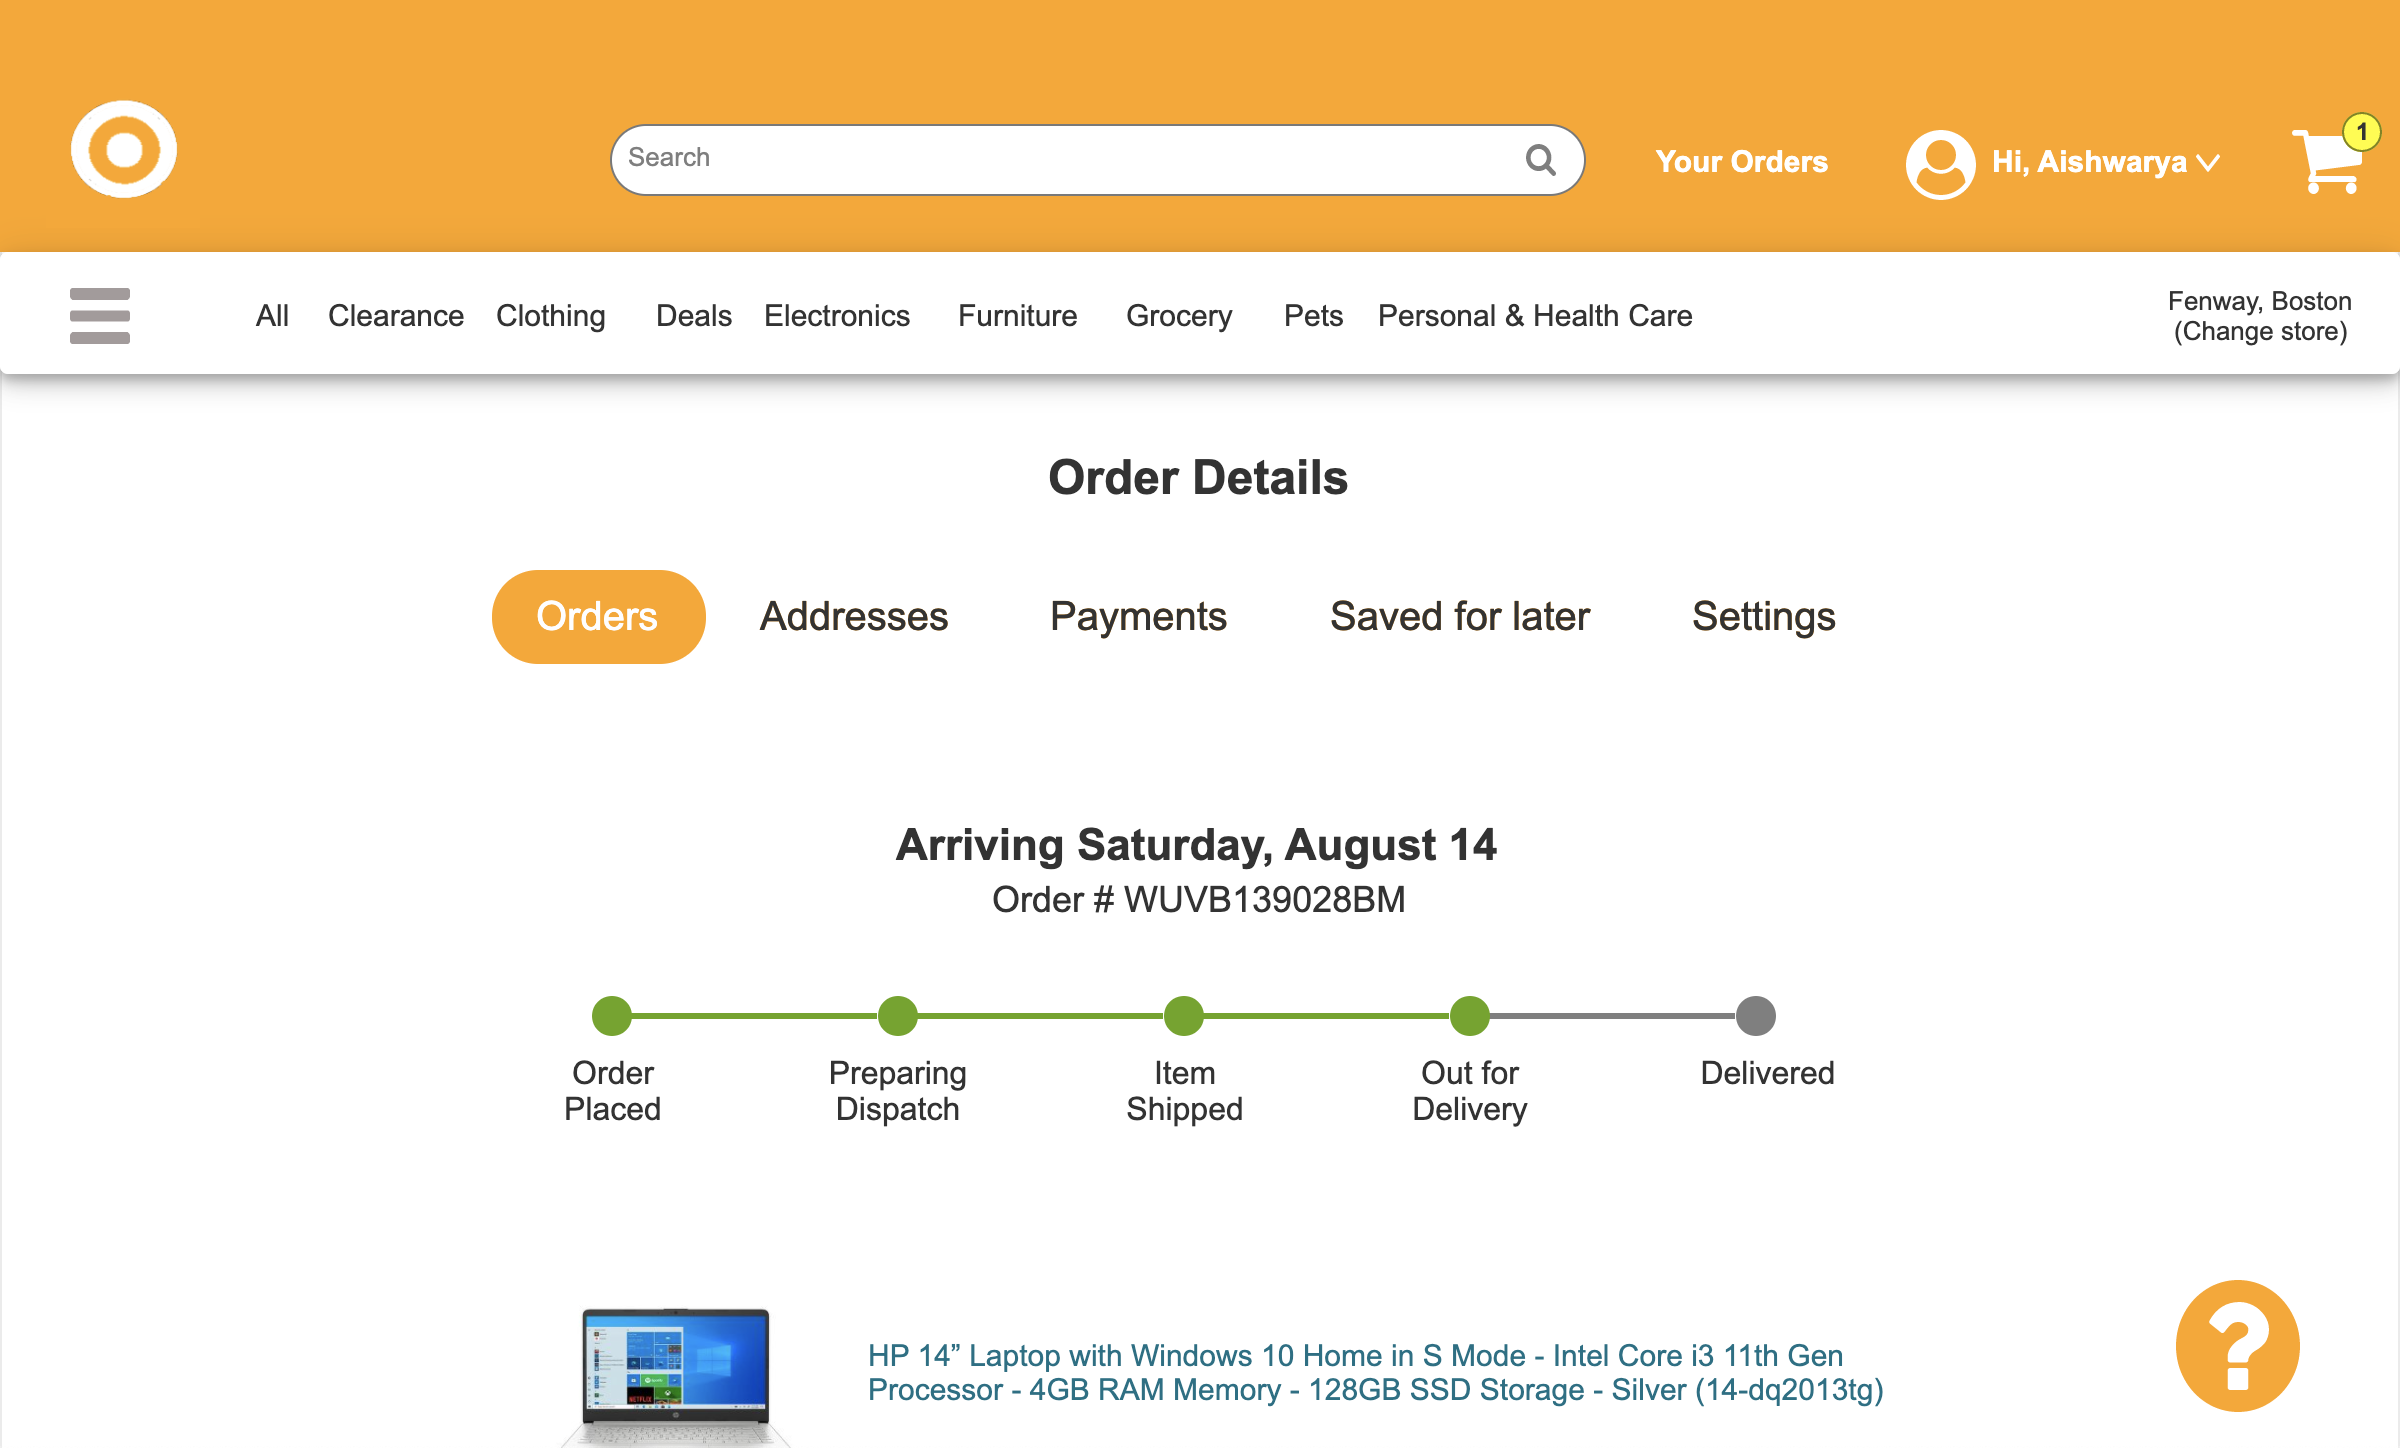 Search
Your Orders
Hi, Aishwarya
1
All Clearance Clothing Deals Electronics Furniture Grocery Pets Personal & Health Care
Fenway, Boston
(Change store)
Order Details
Orders Addresses Payments Saved for later Settings
Arriving Saturday, August 14
Order # WUVB139028BM
Order
Placed
Preparing
Dispatch
Item
Shipped
Out for
Delivery
Delivered
HP 14” Laptop with Windows 10 Home in S Mode - Intel Core i3 11th Gen
Processor - 4GB RAM Memory - 128GB SSD Storage - Silver (14-dq2013tg)
?